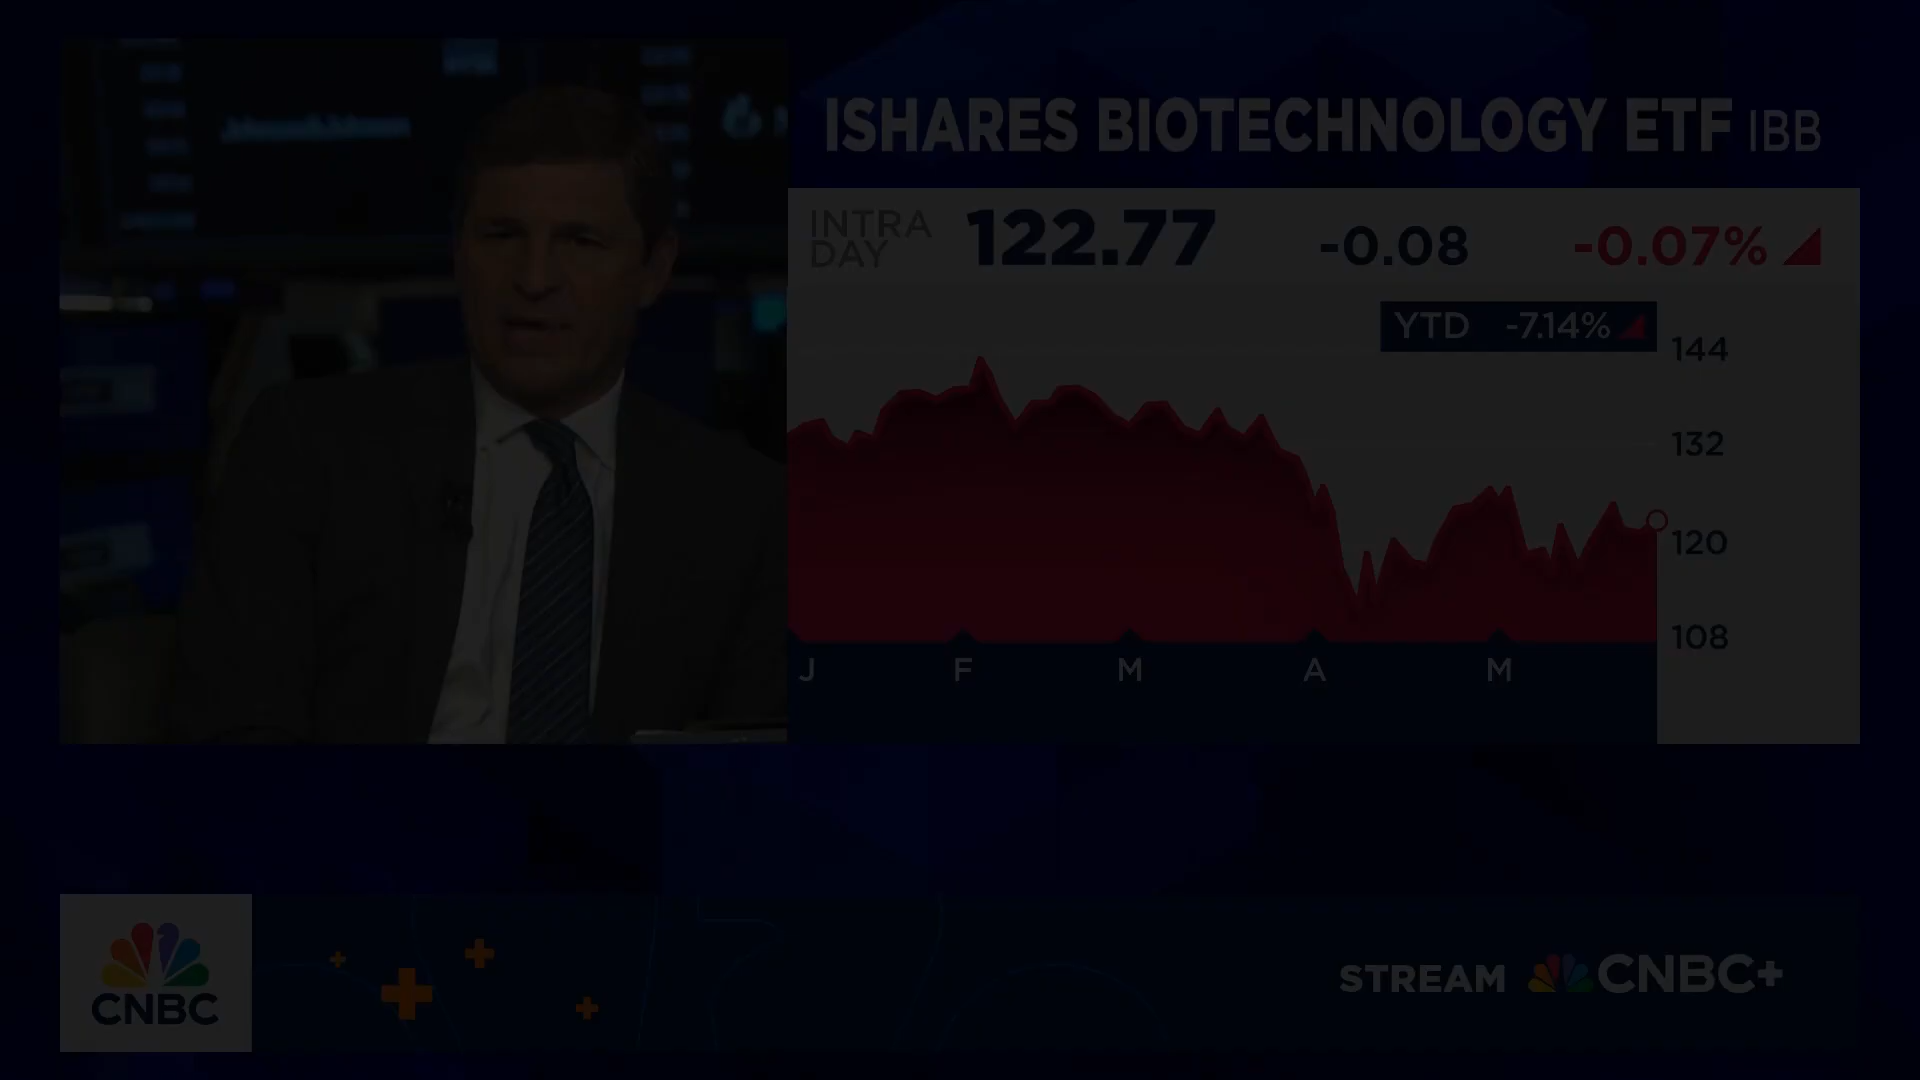 ISHARES BIOTECHNOLOGY ETF IBB
INTRA DAY 122.77 -0.08 -0.07%
YTD -7.14%
144
132
120
108
J F M A M
CNBC
STREAM CNBC+